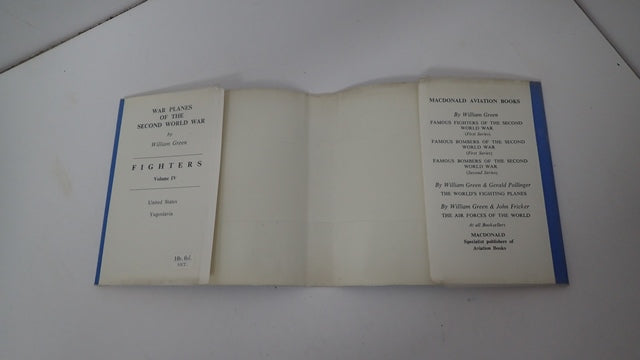 WAR PLANES
OF THE
SECOND WORLD WAR
by
William Green
FIGHTERS
Volume IV
United States
Yugoslavia
NET
MACDONALD AVIATION BOOKS
By William Green
FAMOUS FIGHTERS OF THE SECOND
WORLD WAR
(First Series)
FAMOUS BOMBERS OF THE SECOND
WORLD WAR
(First Series)
FAMOUS BOMBERS OF THE SECOND
WORLD WAR
(Second Series)
By William Green & Gerald Pollinger
THE WORLD'S FIGHTING PLANES
By William Green & John Fricker
THE AIR FORCES OF THE WORLD
At all Booksellers
MACDONALD
Specialist publishers of
Aviation Books